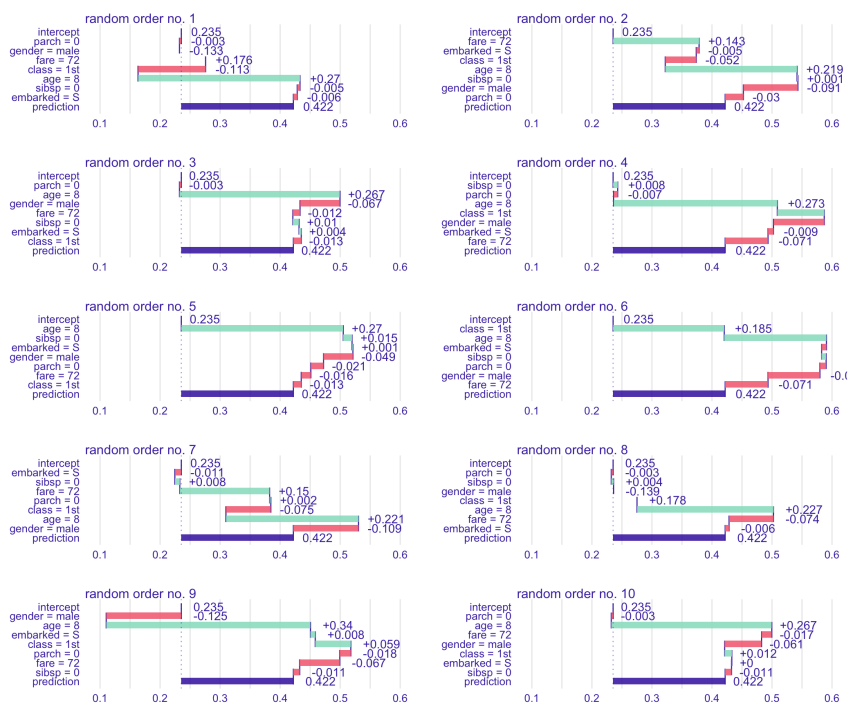 random order no. 1
intercept 0.235
parch = 0 -0.003
gender = male -0.133
fare = 72 +0.176
class = 1st -0.113
age = 8 +0.27
sibsp = 0 -0.005
embarked = S -0.006
prediction 0.422
0.1 0.2 0.3 0.4 0.5 0.6
random order no. 2
intercept 0.235
fare = 72 +0.143
embarked = S -0.005
class = 1st -0.052
age = 8 +0.219
sibsp = 0 +0.001
gender = male -0.091
parch = 0 -0.03
prediction 0.422
0.1 0.2 0.3 0.4 0.5 0.6
random order no. 3
intercept 0.235
parch = 0 -0.003
age = 8 +0.267
gender = male -0.067
fare = 72 -0.012
sibsp = 0 +0.01
embarked = S +0.004
class = 1st -0.013
prediction 0.422
0.1 0.2 0.3 0.4 0.5 0.6
random order no. 4
intercept 0.235
sibsp = 0 +0.008
parch = 0 -0.007
age = 8 +0.273
class = 1st
gender = male
embarked = S -0.009
fare = 72 -0.071
prediction 0.422
0.1 0.2 0.3 0.4 0.5 0.6
random order no. 5
intercept 0.235
age = 8 +0.27
sibsp = 0 +0.015
embarked = S +0.001
gender = male -0.049
parch = 0 -0.021
fare = 72 -0.016
class = 1st -0.013
prediction 0.422
0.1 0.2 0.3 0.4 0.5 0.6
random order no. 6
intercept 0.235
class = 1st +0.185
age = 8
embarked = S
sibsp = 0
parch = 0
gender = male
fare = 72 -0.071
prediction 0.422
0.1 0.2 0.3 0.4 0.5 0.6
random order no. 7
intercept 0.235
embarked = S -0.011
sibsp = 0 +0.008
fare = 72 +0.15
parch = 0 +0.002
class = 1st -0.075
age = 8 +0.221
gender = male -0.109
prediction 0.422
0.1 0.2 0.3 0.4 0.5 0.6
random order no. 8
intercept 0.235
parch = 0 -0.003
sibsp = 0 +0.004
gender = male -0.139
class = 1st +0.178
age = 8 +0.227
fare = 72 -0.074
embarked = S -0.006
prediction 0.422
0.1 0.2 0.3 0.4 0.5 0.6
random order no. 9
intercept 0.235
gender = male -0.125
age = 8 +0.34
embarked = S +0.008
class = 1st +0.059
parch = 0 -0.018
fare = 72 -0.067
sibsp = 0 -0.011
prediction 0.422
0.1 0.2 0.3 0.4 0.5 0.6
random order no. 10
intercept 0.235
parch = 0 -0.003
age = 8 +0.267
fare = 72 -0.017
gender = male -0.061
class = 1st +0.012
embarked = S +0
sibsp = 0 -0.011
prediction 0.422
0.1 0.2 0.3 0.4 0.5 0.6